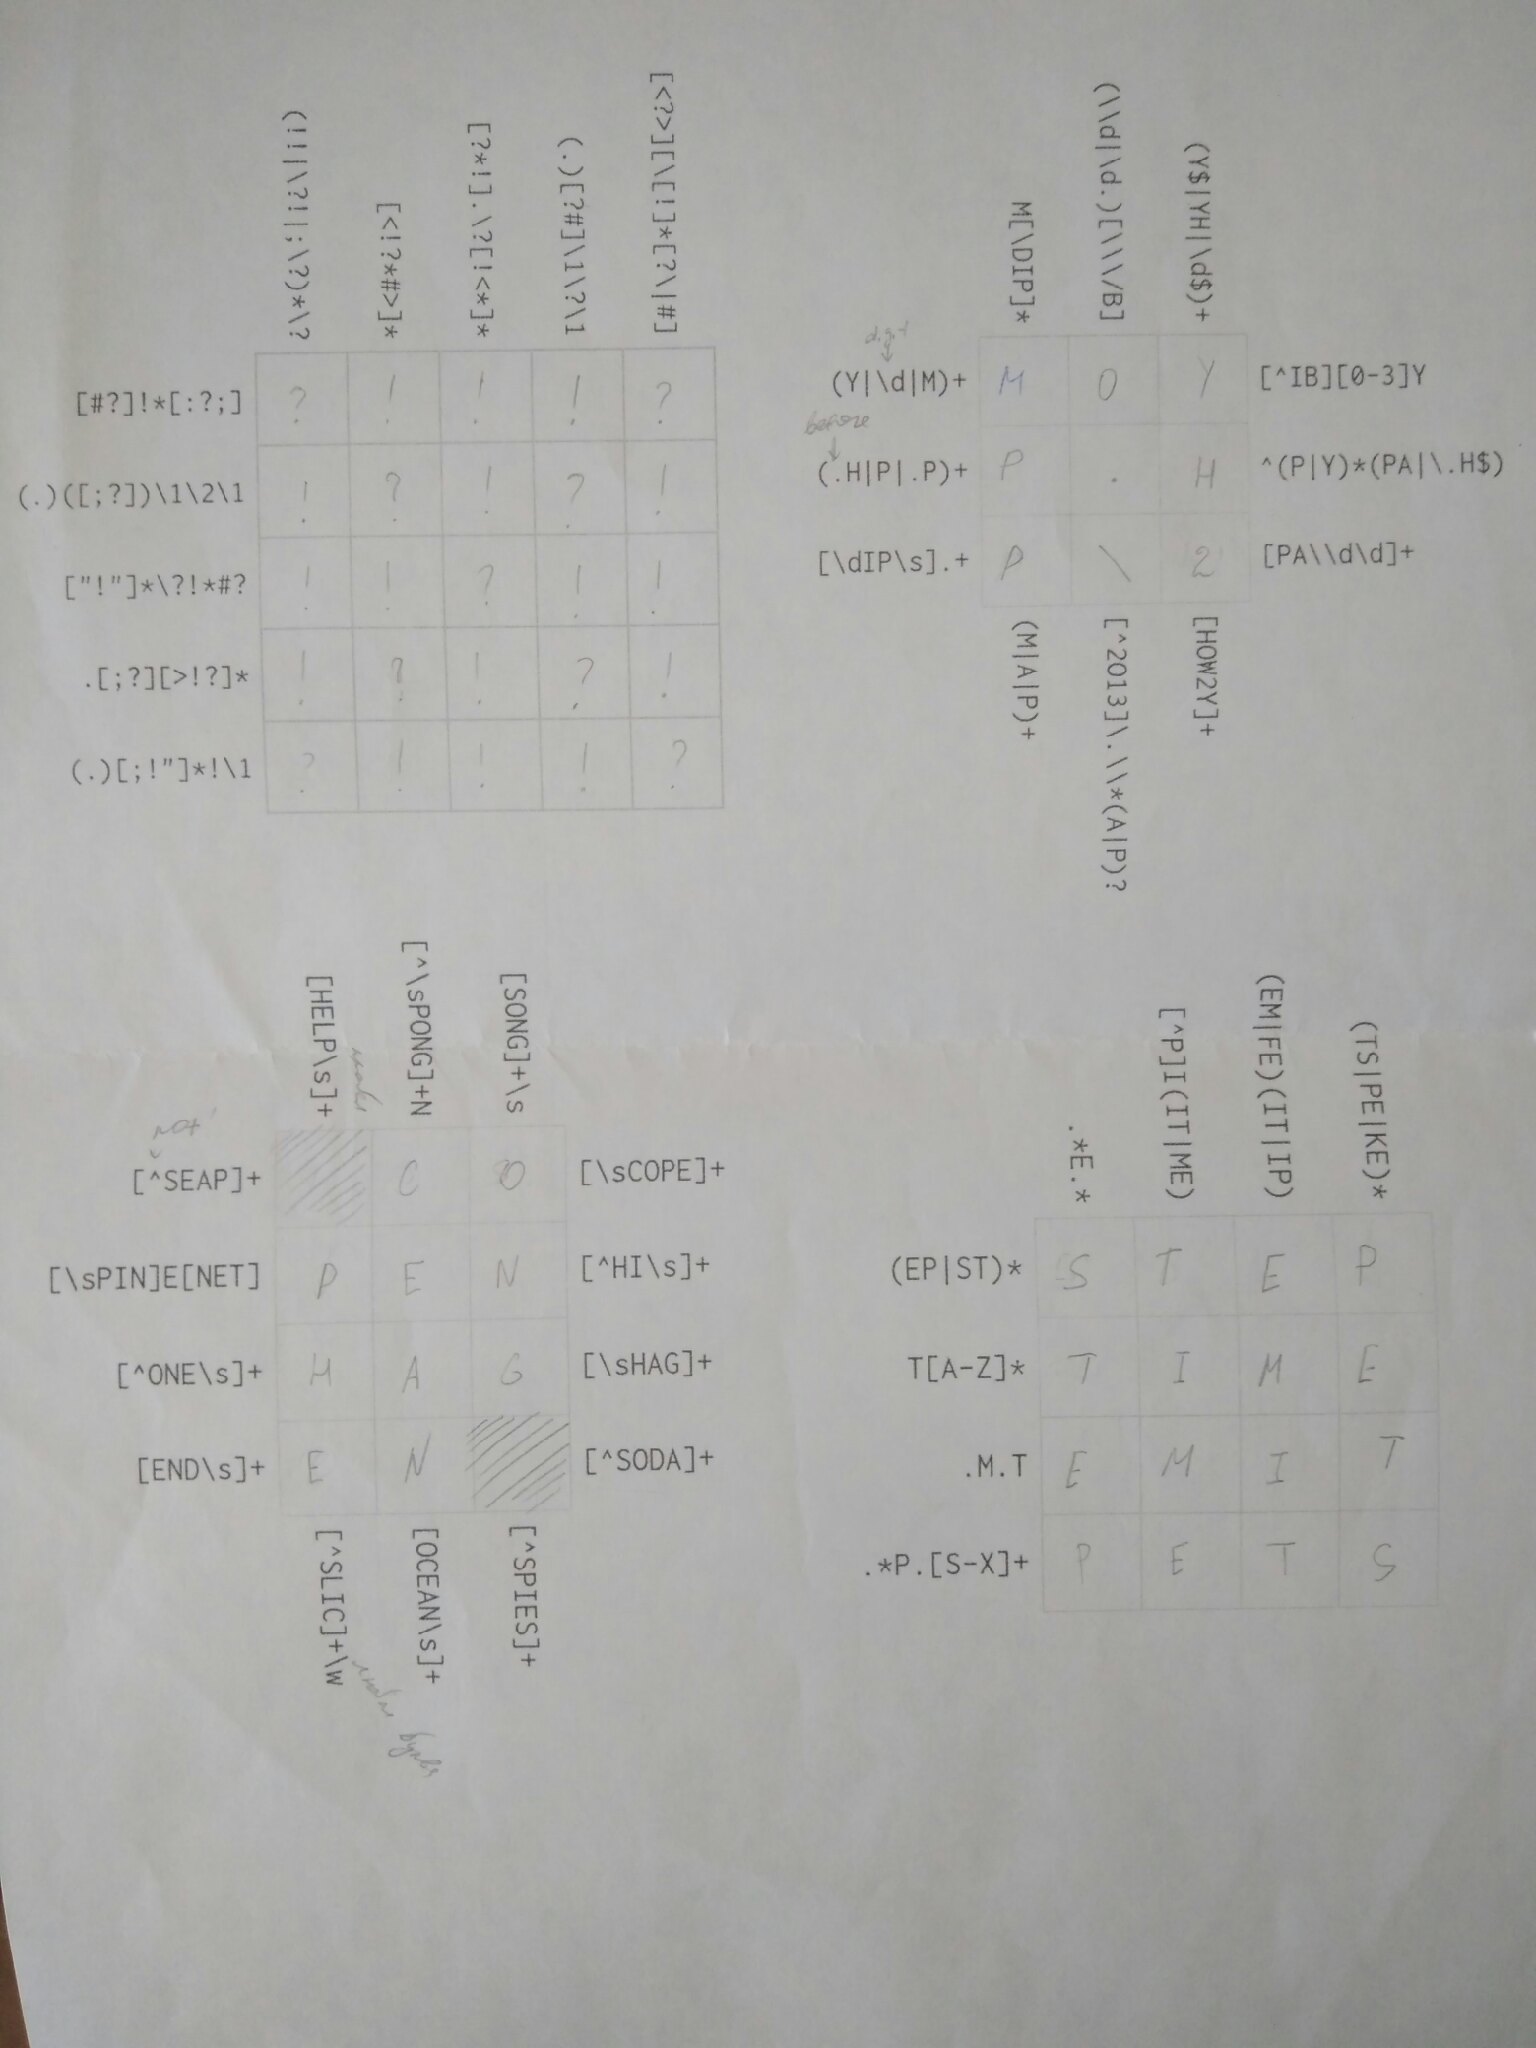 (!!|\?!|;\?)*\?
[<!?*#>]*
[?*!].\?[!<*]*
(.)[?#]\1\?\1
[<?>][\[!]*[?\|#]
[#?]!*[:?;] ? ! ! ! ?
(.)([;?])\1\2\1 ! ? ! ? !
["!"]*\?!*#? ! ! ? ! !
.[;?][>!?]* ! ? ! ? !
(.)[;!"]*!\1 ? ! ! ! ?
M[\DIP]*
(\\d|\d.)[\\\/B]
(Y$|YH|\d$)+
digit
(Y|\d|M)+ M 0 Y [^IB][0-3]Y
before
(.H|P|.P)+ P . H ^(P|Y)*(PA|\.H$)
[\dIP\s].+ P \ 2 [PA\\d\d]+
(M|A|P)+
[^2013]\.\\*(A|P)?
[HOW2Y]+
[HELP\s]+
[^\sPONG]+N
[SONG]+\s
not
[^SEAP]+ C O [\sCOPE]+
[\sPIN]E[NET] P E N [^HI\s]+
[^ONE\s]+ H A G [\sHAG]+
[END\s]+ E N [^SODA]+
[^SLIC]+\w
[OCEAN\s]+
[^SPIES]+
.*E.*
[^P]I(IT|ME)
(EM|FE)(IT|IP)
(TS|PE|KE)*
(EP|ST)* S T E P
T[A-Z]* T I M E
.M.T E M I T
.*P.[S-X]+ P E T S